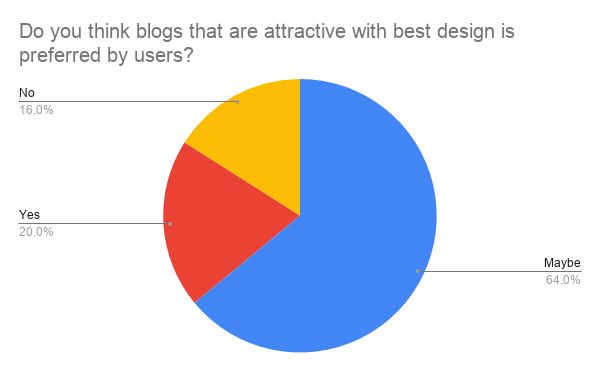 Do you think blogs that are attractive with best design is
preferred by users?
No
16.0%
Yes
20.0%
Maybe
64.0%